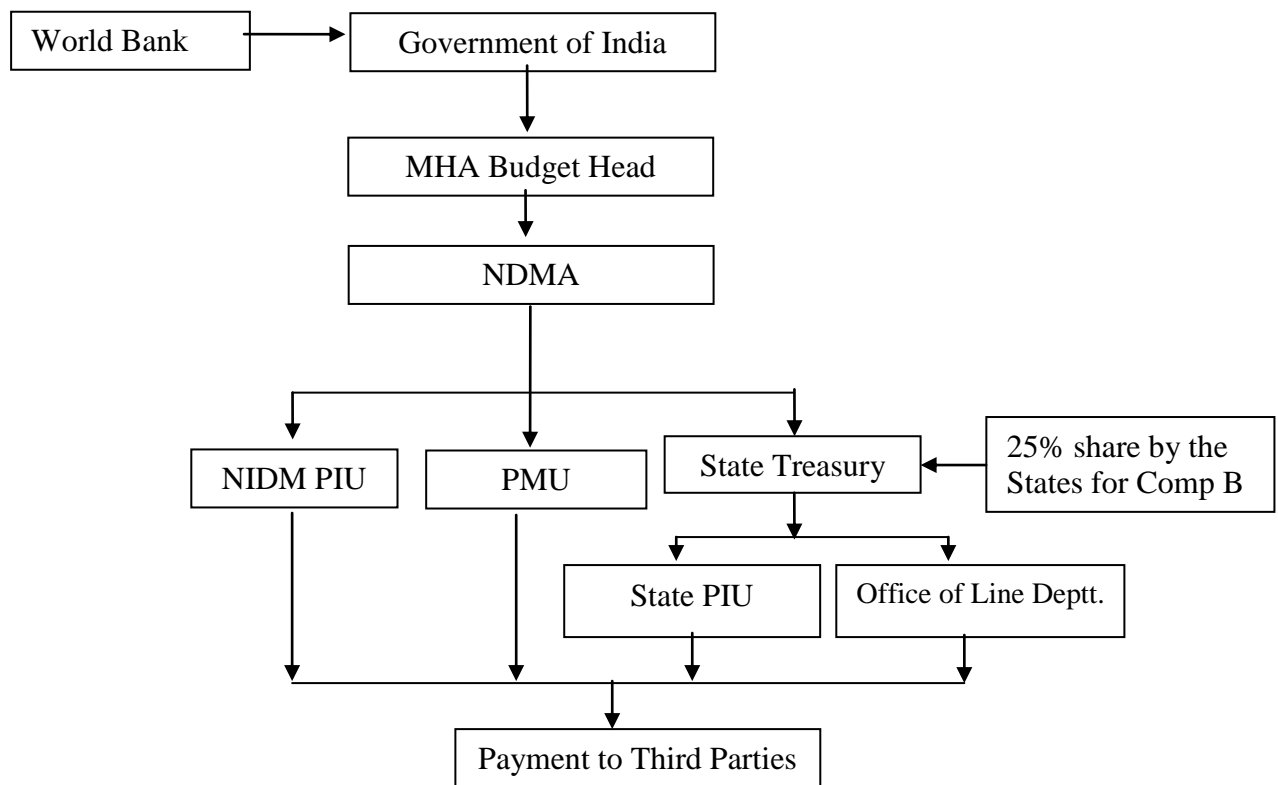 World Bank
Government of India
MHA Budget Head
NDMA
NIDM PIU
PMU
State Treasury
25% share by the
States for Comp B
State PIU
Office of Line Deptt.
Payment to Third Parties